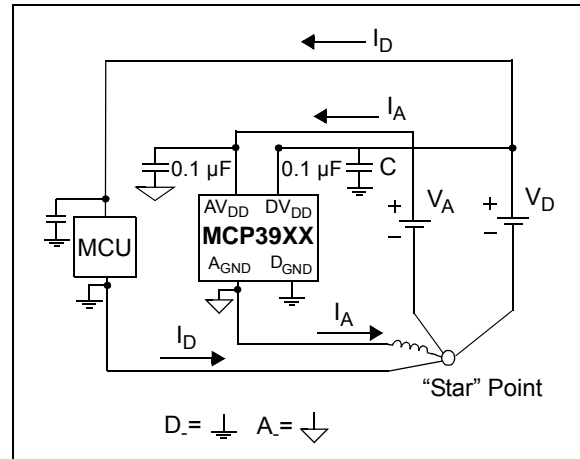 I_D
I_A
0.1 µF
0.1 µF
C
AV_DD
DV_DD
MCP39XX
A_GND
D_GND
MCU
+
V_A
–
+
V_D
–
I_D
I_A
"Star" Point
D_-=
A_-=